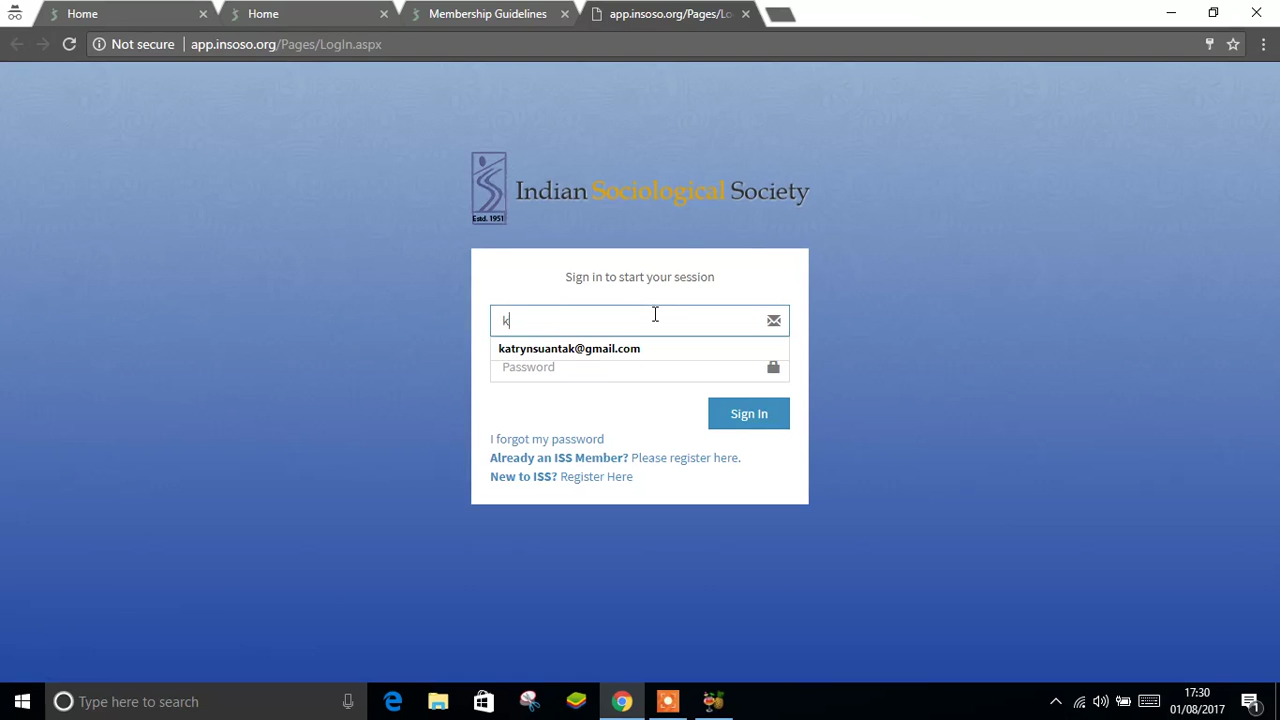 Home
Home
Membership Guidelines
app.insoso.org/Pages/Lo
Not secure
app.insoso.org/Pages/LogIn.aspx
Estd. 1951
Indian Sociological Society
Sign in to start your session
k
katrynsuantak@gmail.com
Password
Sign In
I forgot my password
Already an ISS Member? Please register here.
New to ISS? Register Here
Type here to search
17:30
01/08/2017
1